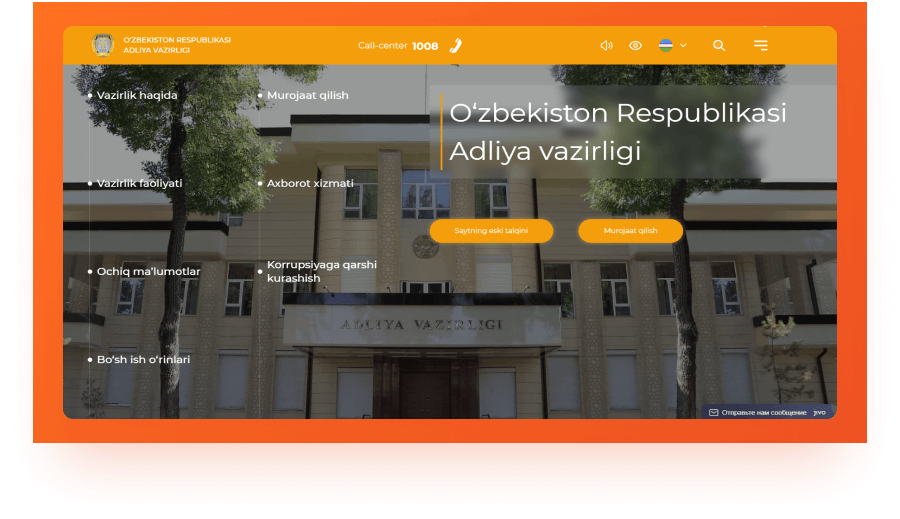 O'ZBEKISTON RESPUBLIKASI
ADLIYA VAZIRLIGI
Call-center 1008
Vazirlik haqida
Murojaat qilish
O‘zbekiston Respublikasi
Adliya vazirligi
Vazirlik faoliyati
Axborot xizmati
Saytning eski talqini
Murojaat qilish
Ochiq ma’lumotlar
Korrupsiyaga qarshi
kurashish
ADLIYA VAZIRLIGI
Bo‘sh ish o‘rinlari
Отправьте нам сообщение jivo